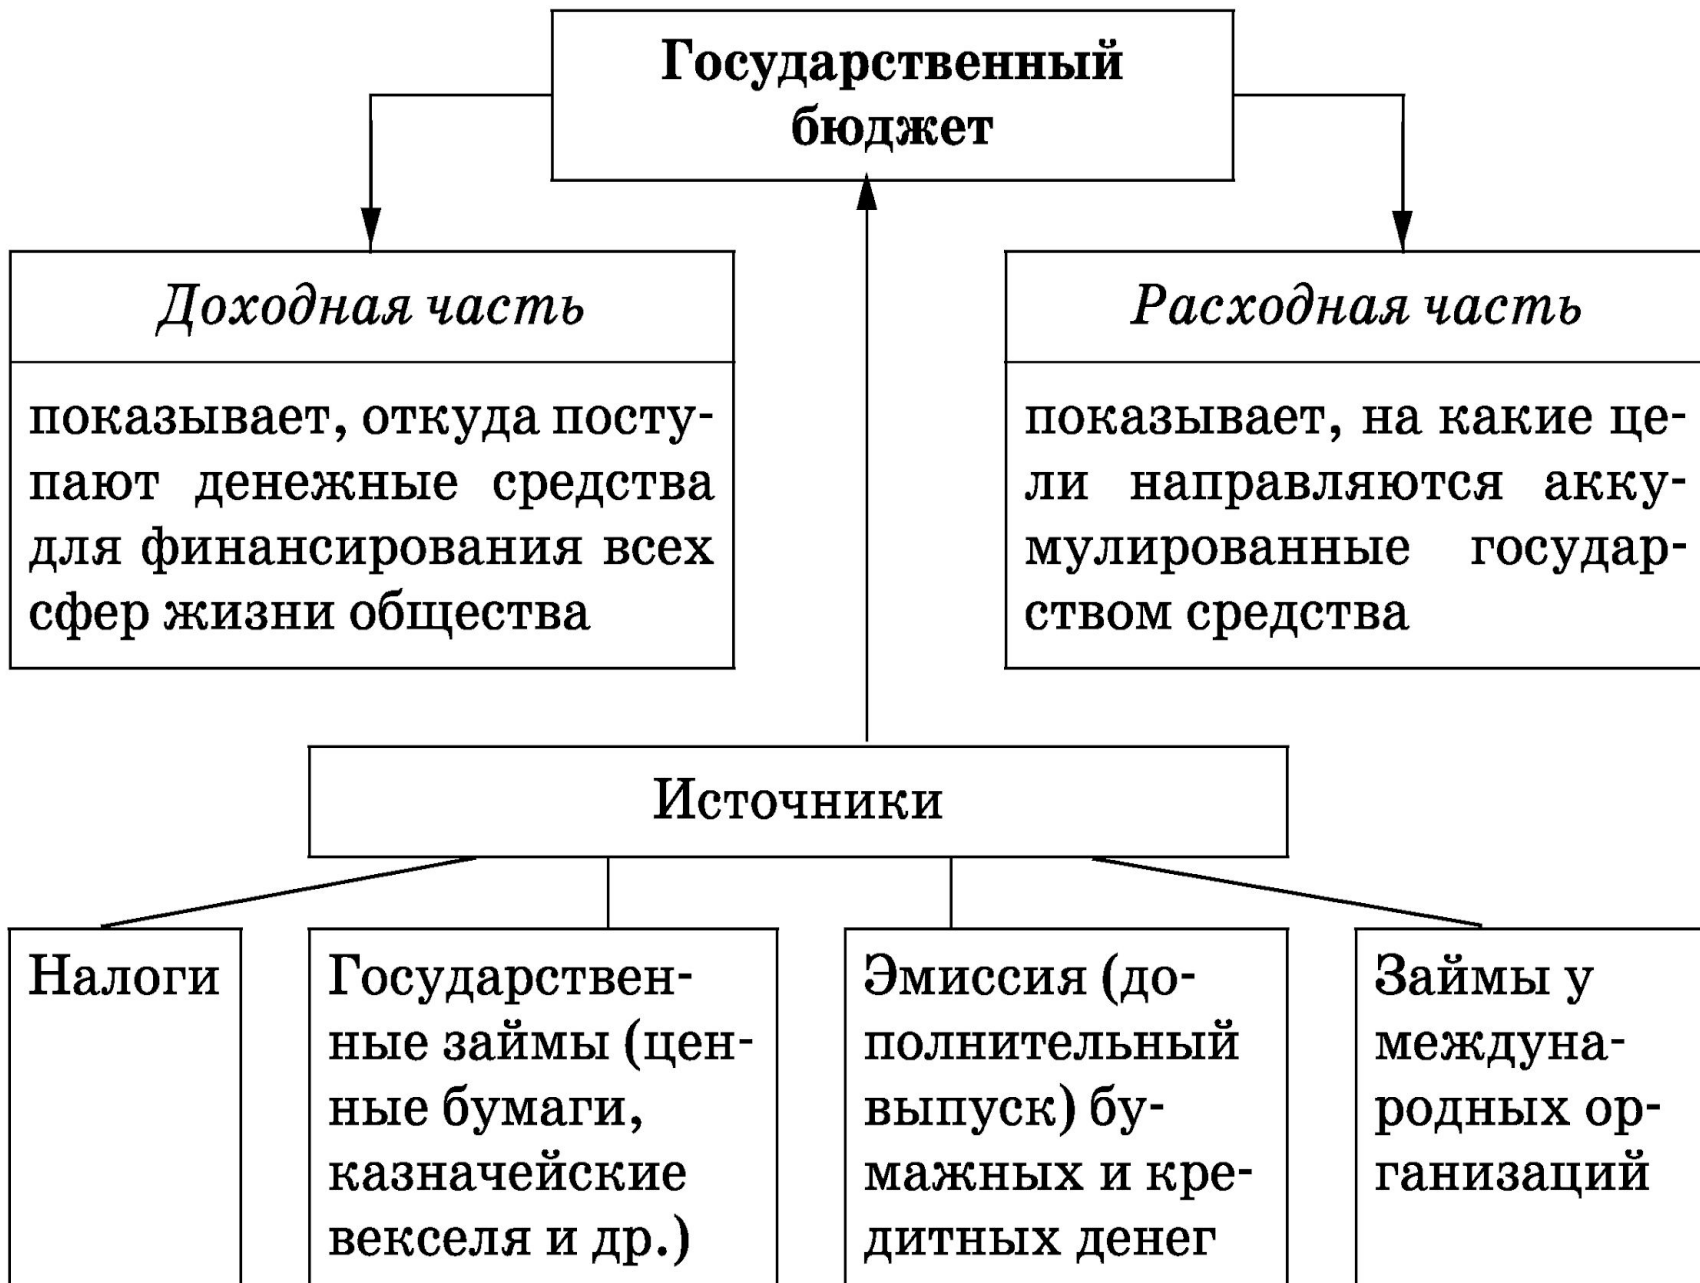 Государственный
бюджет
Доходная часть
показывает, откуда посту-
пают денежные средства
для финансирования всех
сфер жизни общества
Расходная часть
показывает, на какие це-
ли направляются акку-
мулированные государ-
ством средства
Источники
Налоги
Государствен-
ные займы (цен-
ные бумаги,
казначейские
векселя и др.)
Эмиссия (до-
полнительный
выпуск) бу-
мажных и кре-
дитных денег
Займы у
междуна-
родных ор-
ганизаций